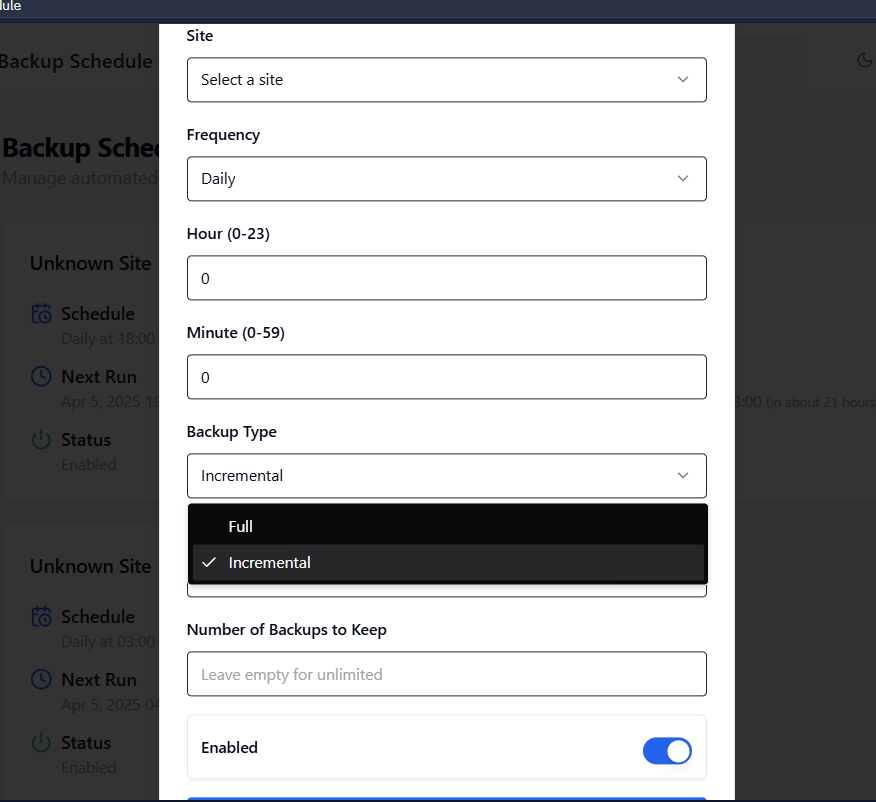 dule
Backup Schedule
Backup Sched
Manage automated
Unknown Site
Schedule
Daily at 18:00
Next Run
Apr 5, 2025 19
Status
Enabled
Unknown Site
Schedule
Daily at 03:00
Next Run
Apr 5, 2025 04
Status
Enabled
Site
Select a site
Frequency
Daily
Hour (0-23)
0
Minute (0-59)
0
Backup Type
Incremental
Full
Incremental
Number of Backups to Keep
Leave empty for unlimited
Enabled
3:00 (in about 21 hours